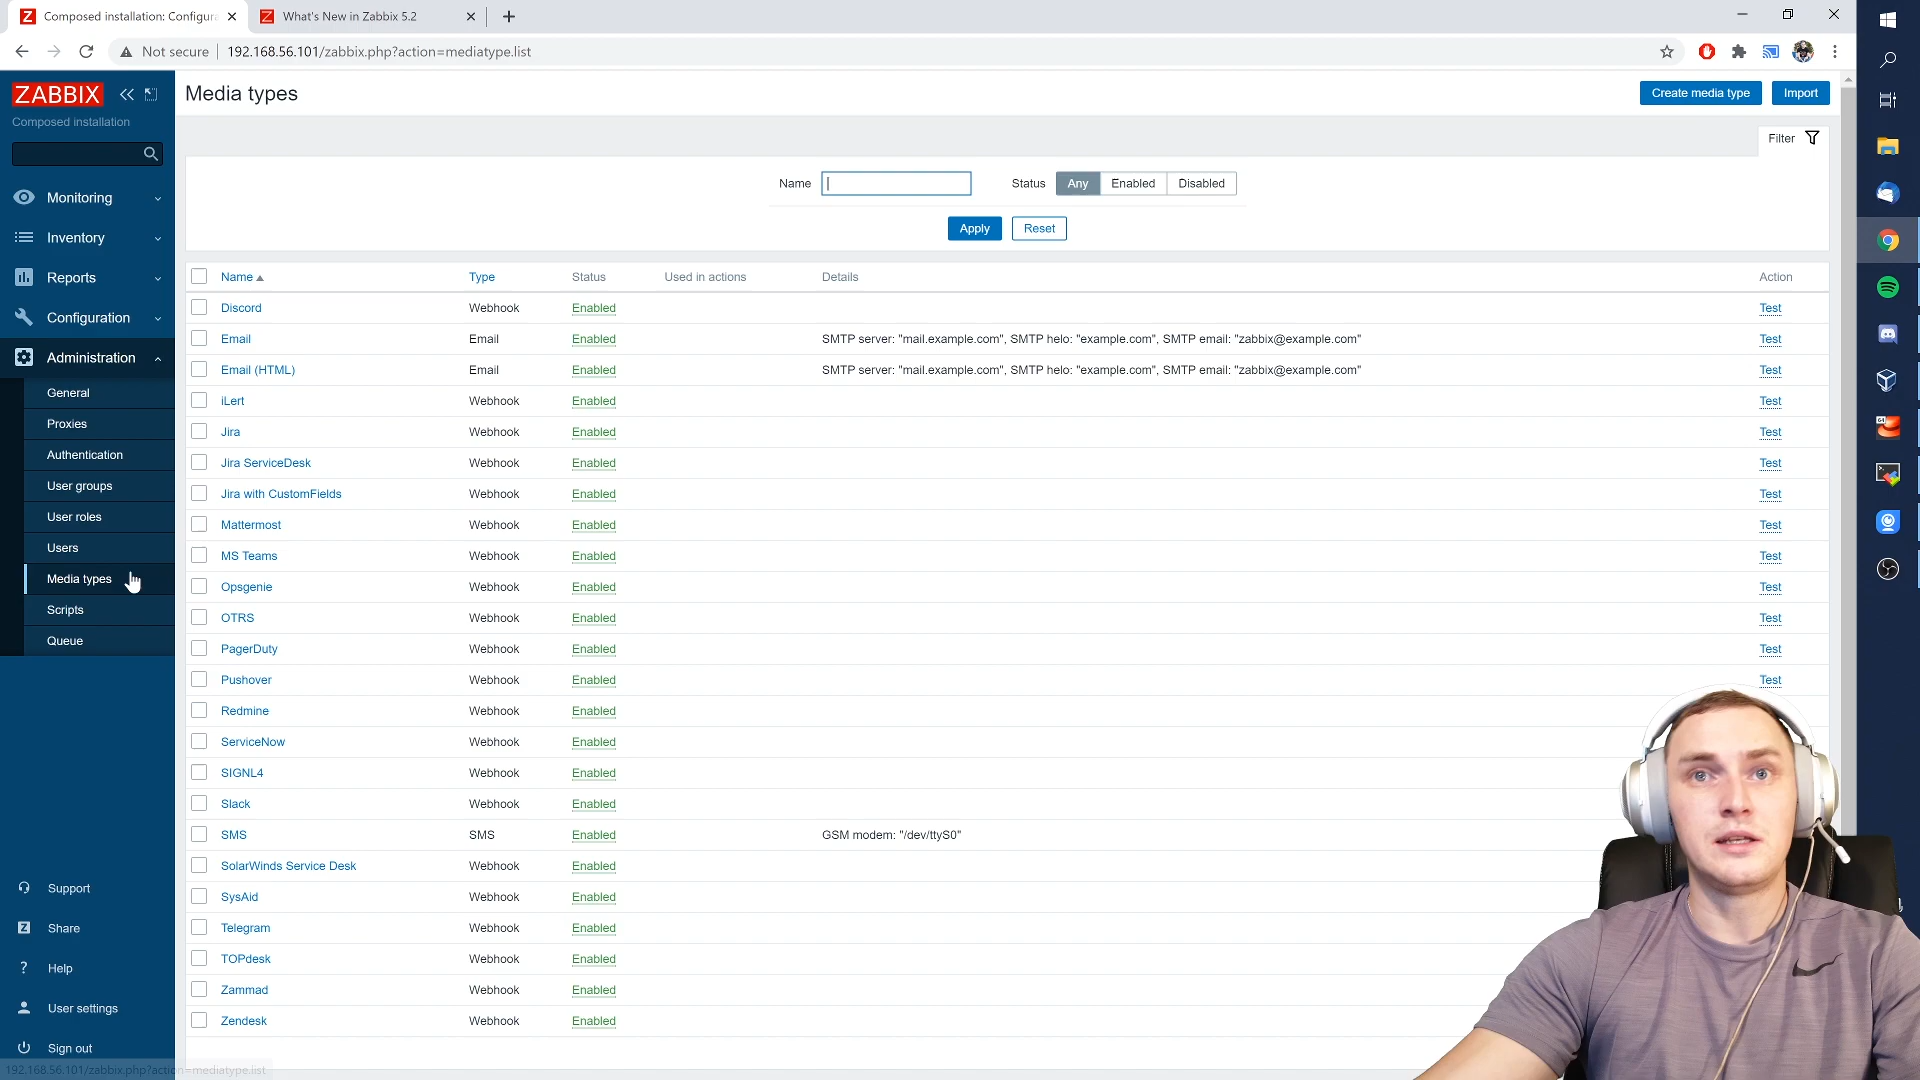 Composed installation: Configura
What's New in Zabbix 5.2
Not secure
192.168.56.101/zabbix.php?action=mediatype.list
ZABBIX
Composed installation
Monitoring
Inventory
Reports
Configuration
Administration
General
Proxies
Authentication
User groups
User roles
Users
Media types
Scripts
Queue
Support
Share
Help
User settings
Sign out
192.168.56.101/zabbix.php?action=mediatype.list
Media types
Create media type
Import
Filter
Name
Status Any Enabled Disabled
Apply Reset
Name Type Status Used in actions Details Action
Discord Webhook Enabled Test
Email Email Enabled SMTP server: "mail.example.com", SMTP helo: "example.com", SMTP email: "zabbix@example.com" Test
Email (HTML) Email Enabled SMTP server: "mail.example.com", SMTP helo: "example.com", SMTP email: "zabbix@example.com" Test
iLert Webhook Enabled Test
Jira Webhook Enabled Test
Jira ServiceDesk Webhook Enabled Test
Jira with CustomFields Webhook Enabled Test
Mattermost Webhook Enabled Test
MS Teams Webhook Enabled Test
Opsgenie Webhook Enabled Test
OTRS Webhook Enabled Test
PagerDuty Webhook Enabled Test
Pushover Webhook Enabled Test
Redmine Webhook Enabled
ServiceNow Webhook Enabled
SIGNL4 Webhook Enabled
Slack Webhook Enabled
SMS SMS Enabled GSM modem: "/dev/ttyS0"
SolarWinds Service Desk Webhook Enabled
SysAid Webhook Enabled
Telegram Webhook Enabled
TOPdesk Webhook Enabled
Zammad Webhook Enabled
Zendesk Webhook Enabled